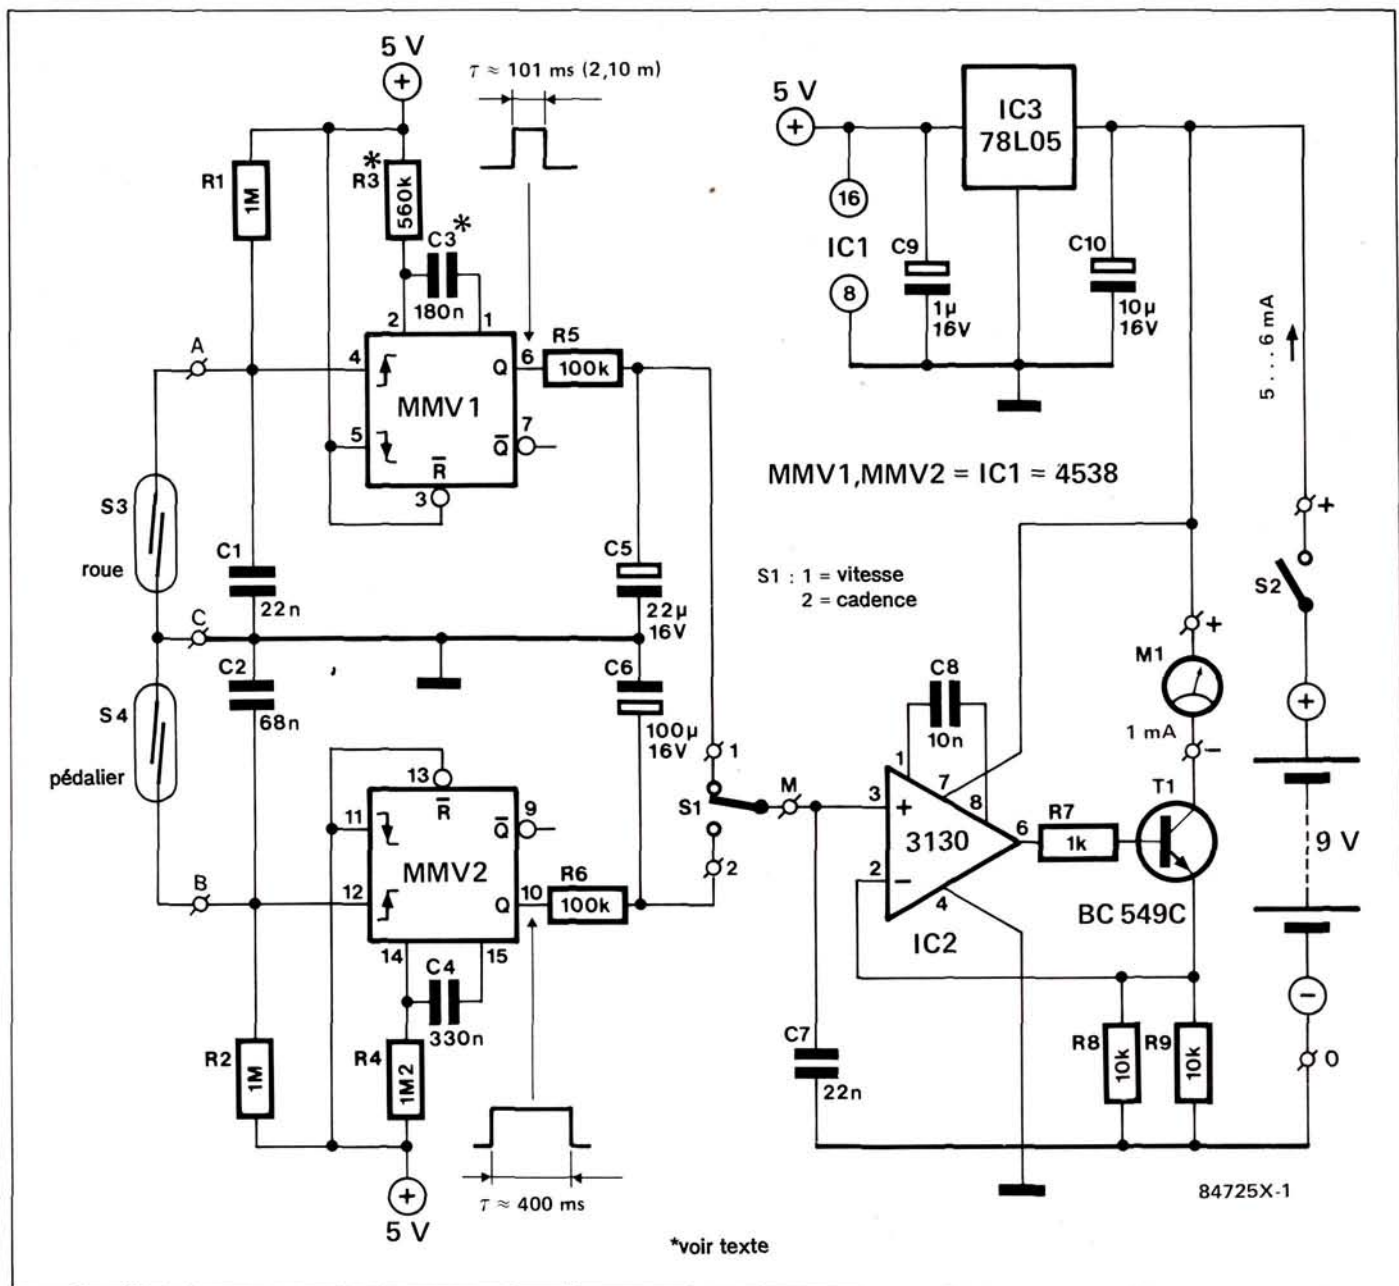 5 V
+
τ ≈ 101 ms (2,10 m)
R1
1M
*
R3
560k
C3*
180n
2
1
A
4
MMV1
Q
6
R5
100k
5
Q̅
7
R̅
3
S3
roue
C1
22n
C5
22µ
16V
C
C2
68n
C6
100µ
16V
S4
pédalier
13
R̅
11
Q̅
9
MMV2
B
12
Q
10
R6
100k
14
15
C4
330n
R2
1M
R4
1M2
+
5 V
τ ≈ 400 ms
*voir texte
5 V
+
IC3
78L05
16
IC1
8
C9
1µ
16V
C10
10µ
16V
5...6 mA
MMV1,MMV2 = IC1 = 4538
S1 : 1 = vitesse
2 = cadence
+
S2
+
M1
1 mA
−
+
C8
10n
1
7
8
1
S1
M
2
3
+
3130
2
−
6
4
IC2
R7
1k
T1
BC 549C
9 V
−
C7
22n
R8
10k
R9
10k
0
84725X-1